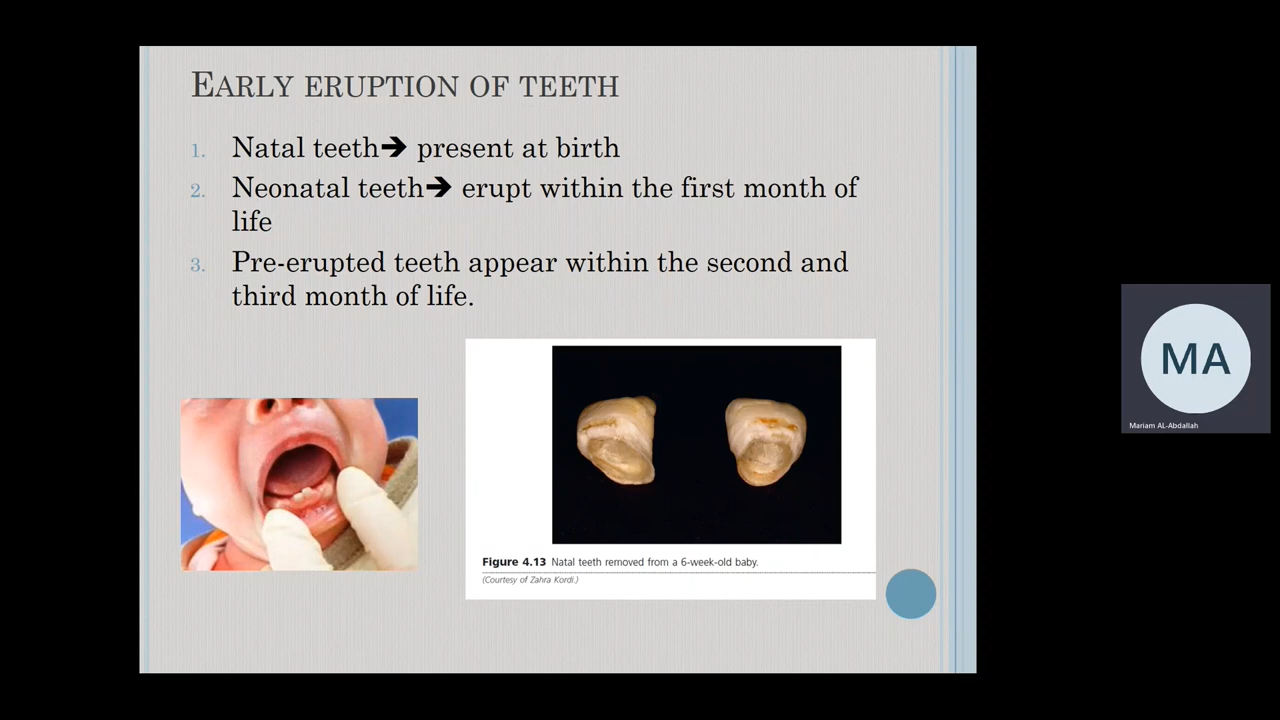 EARLY ERUPTION OF TEETH
1. Natal teeth➔ present at birth
2. Neonatal teeth➔ erupt within the first month of
life
3. Pre-erupted teeth appear within the second and
third month of life.
Figure 4.13 Natal teeth removed from a 6-week-old baby.
(Courtesy of Zahra Kordi.)
MA
Mariam AL-Abdallah